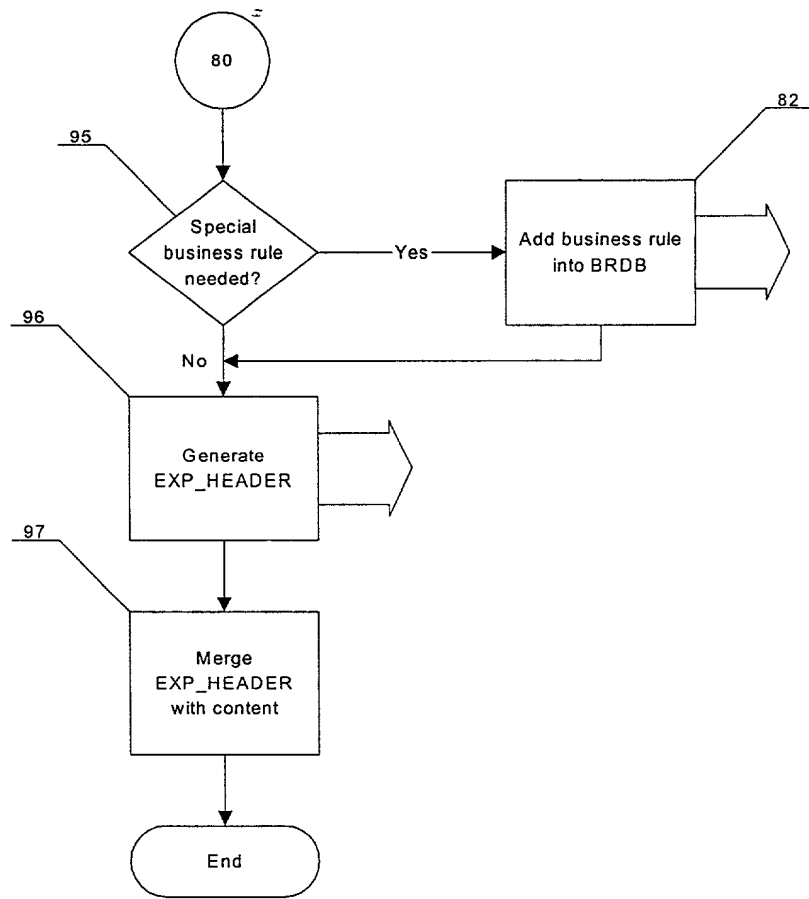 80
95
82
Special
business rule
needed?
Yes
Add business rule
into BRDB
96
No
Generate
EXP_HEADER
97
Merge
EXP_HEADER
with content
End